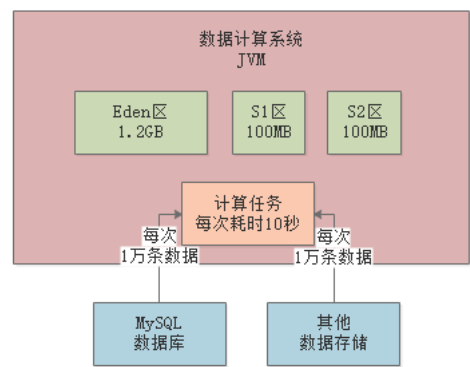 数据计算系统
JVM
Eden区
1.2GB
S1区
100MB
S2区
100MB
计算任务
每次耗时10秒
每次
1万条数据
每次
1万条数据
MySQL
数据库
其他
数据存储